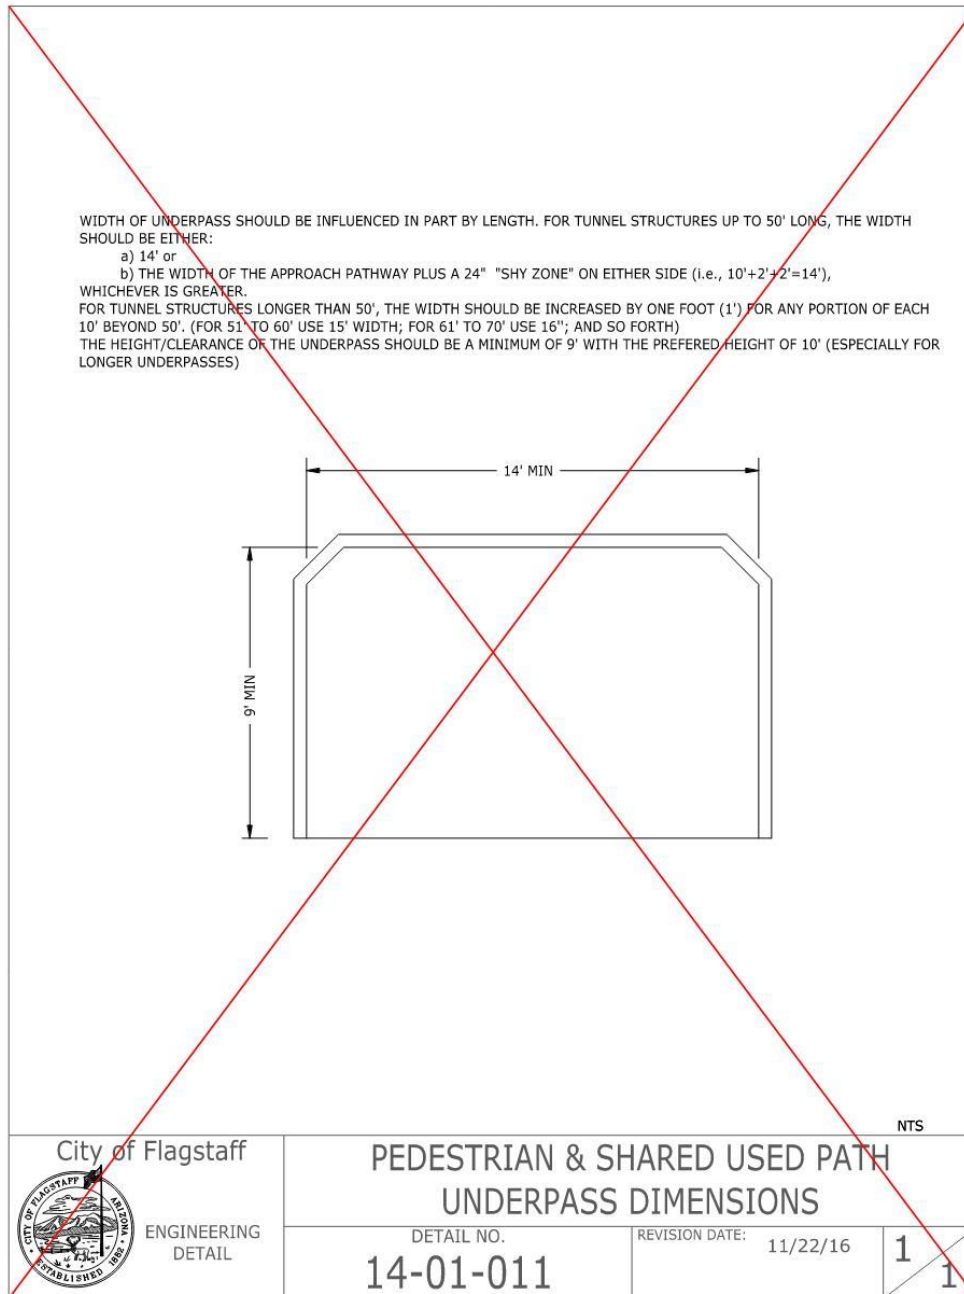 WIDTH OF UNDERPASS SHOULD BE INFLUENCED IN PART BY LENGTH. FOR TUNNEL STRUCTURES UP TO 50' LONG, THE WIDTH
SHOULD BE EITHER:
a) 14' or
b) THE WIDTH OF THE APPROACH PATHWAY PLUS A 24" "SHY ZONE" ON EITHER SIDE (i.e., 10'+2'+2'=14'),
WHICHEVER IS GREATER.
FOR TUNNEL STRUCTURES LONGER THAN 50', THE WIDTH SHOULD BE INCREASED BY ONE FOOT (1') FOR ANY PORTION OF EACH
10' BEYOND 50'. (FOR 51' TO 60' USE 15' WIDTH; FOR 61' TO 70' USE 16"; AND SO FORTH)
THE HEIGHT/CLEARANCE OF THE UNDERPASS SHOULD BE A MINIMUM OF 9' WITH THE PREFERED HEIGHT OF 10' (ESPECIALLY FOR
LONGER UNDERPASSES)
14' MIN
9' MIN
NTS
City of Flagstaff
CITY OF FLAGSTAFF ARIZONA
ESTABLISHED 1882
ENGINEERING
DETAIL
PEDESTRIAN & SHARED USED PATH
UNDERPASS DIMENSIONS
DETAIL NO.
14-01-011
REVISION DATE: 11/22/16
1
1